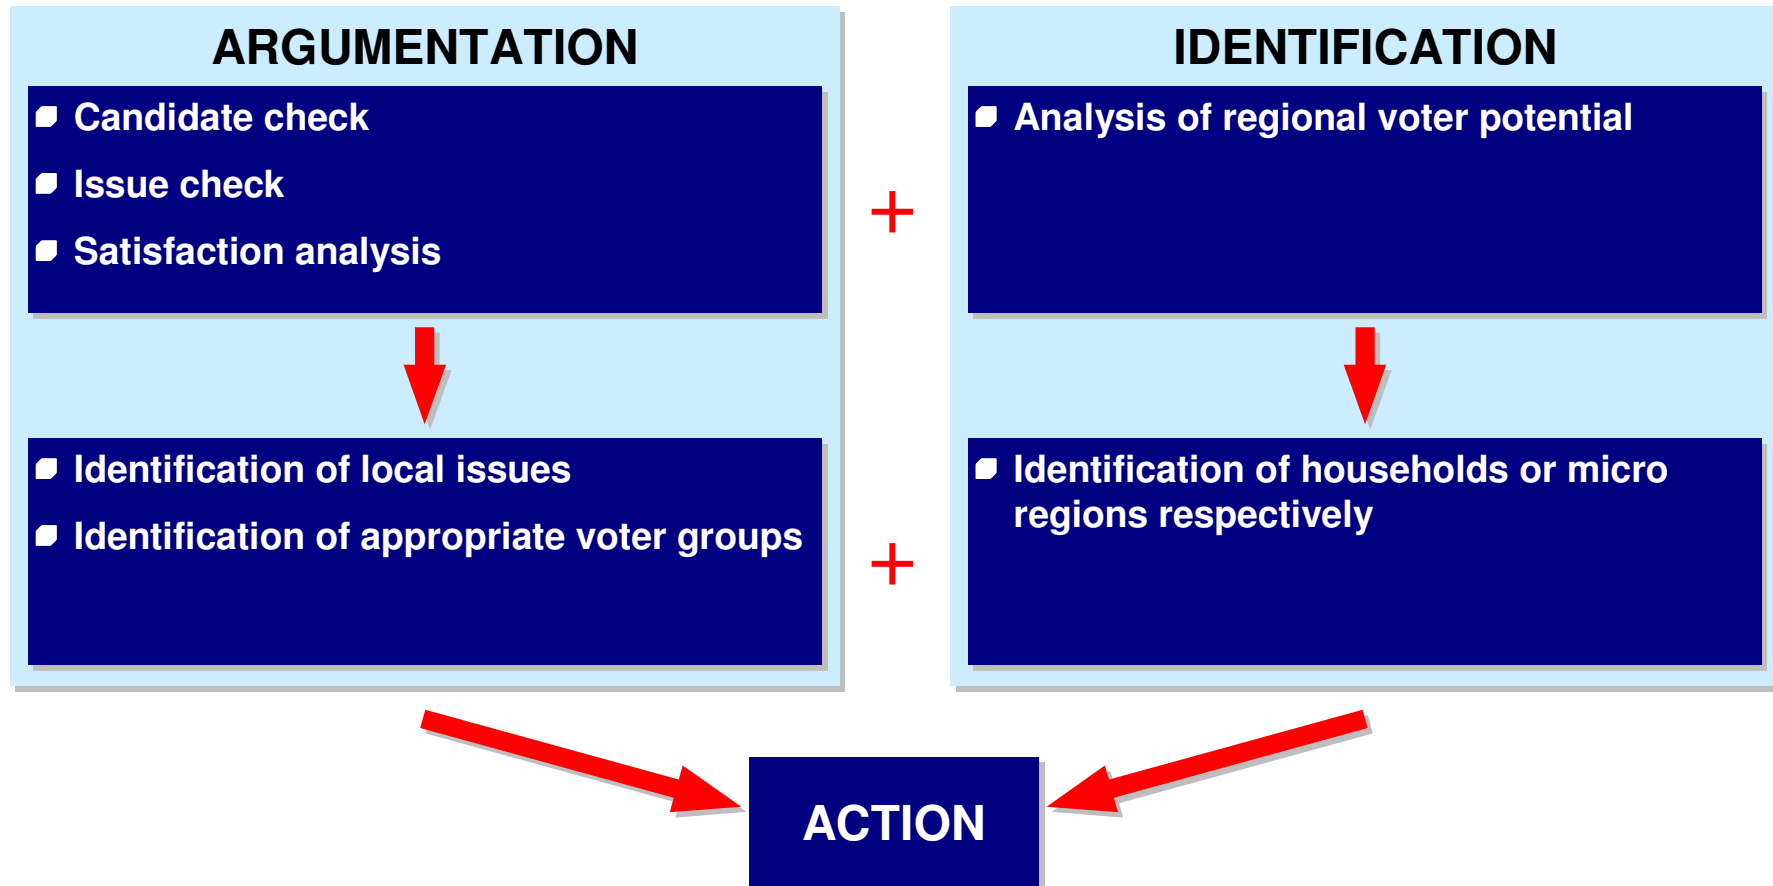 ARGUMENTATION
Candidate check
Issue check
Satisfaction analysis
Identification of local issues
Identification of appropriate voter groups
+
+
IDENTIFICATION
Analysis of regional voter potential
Identification of households or micro
regions respectively
ACTION